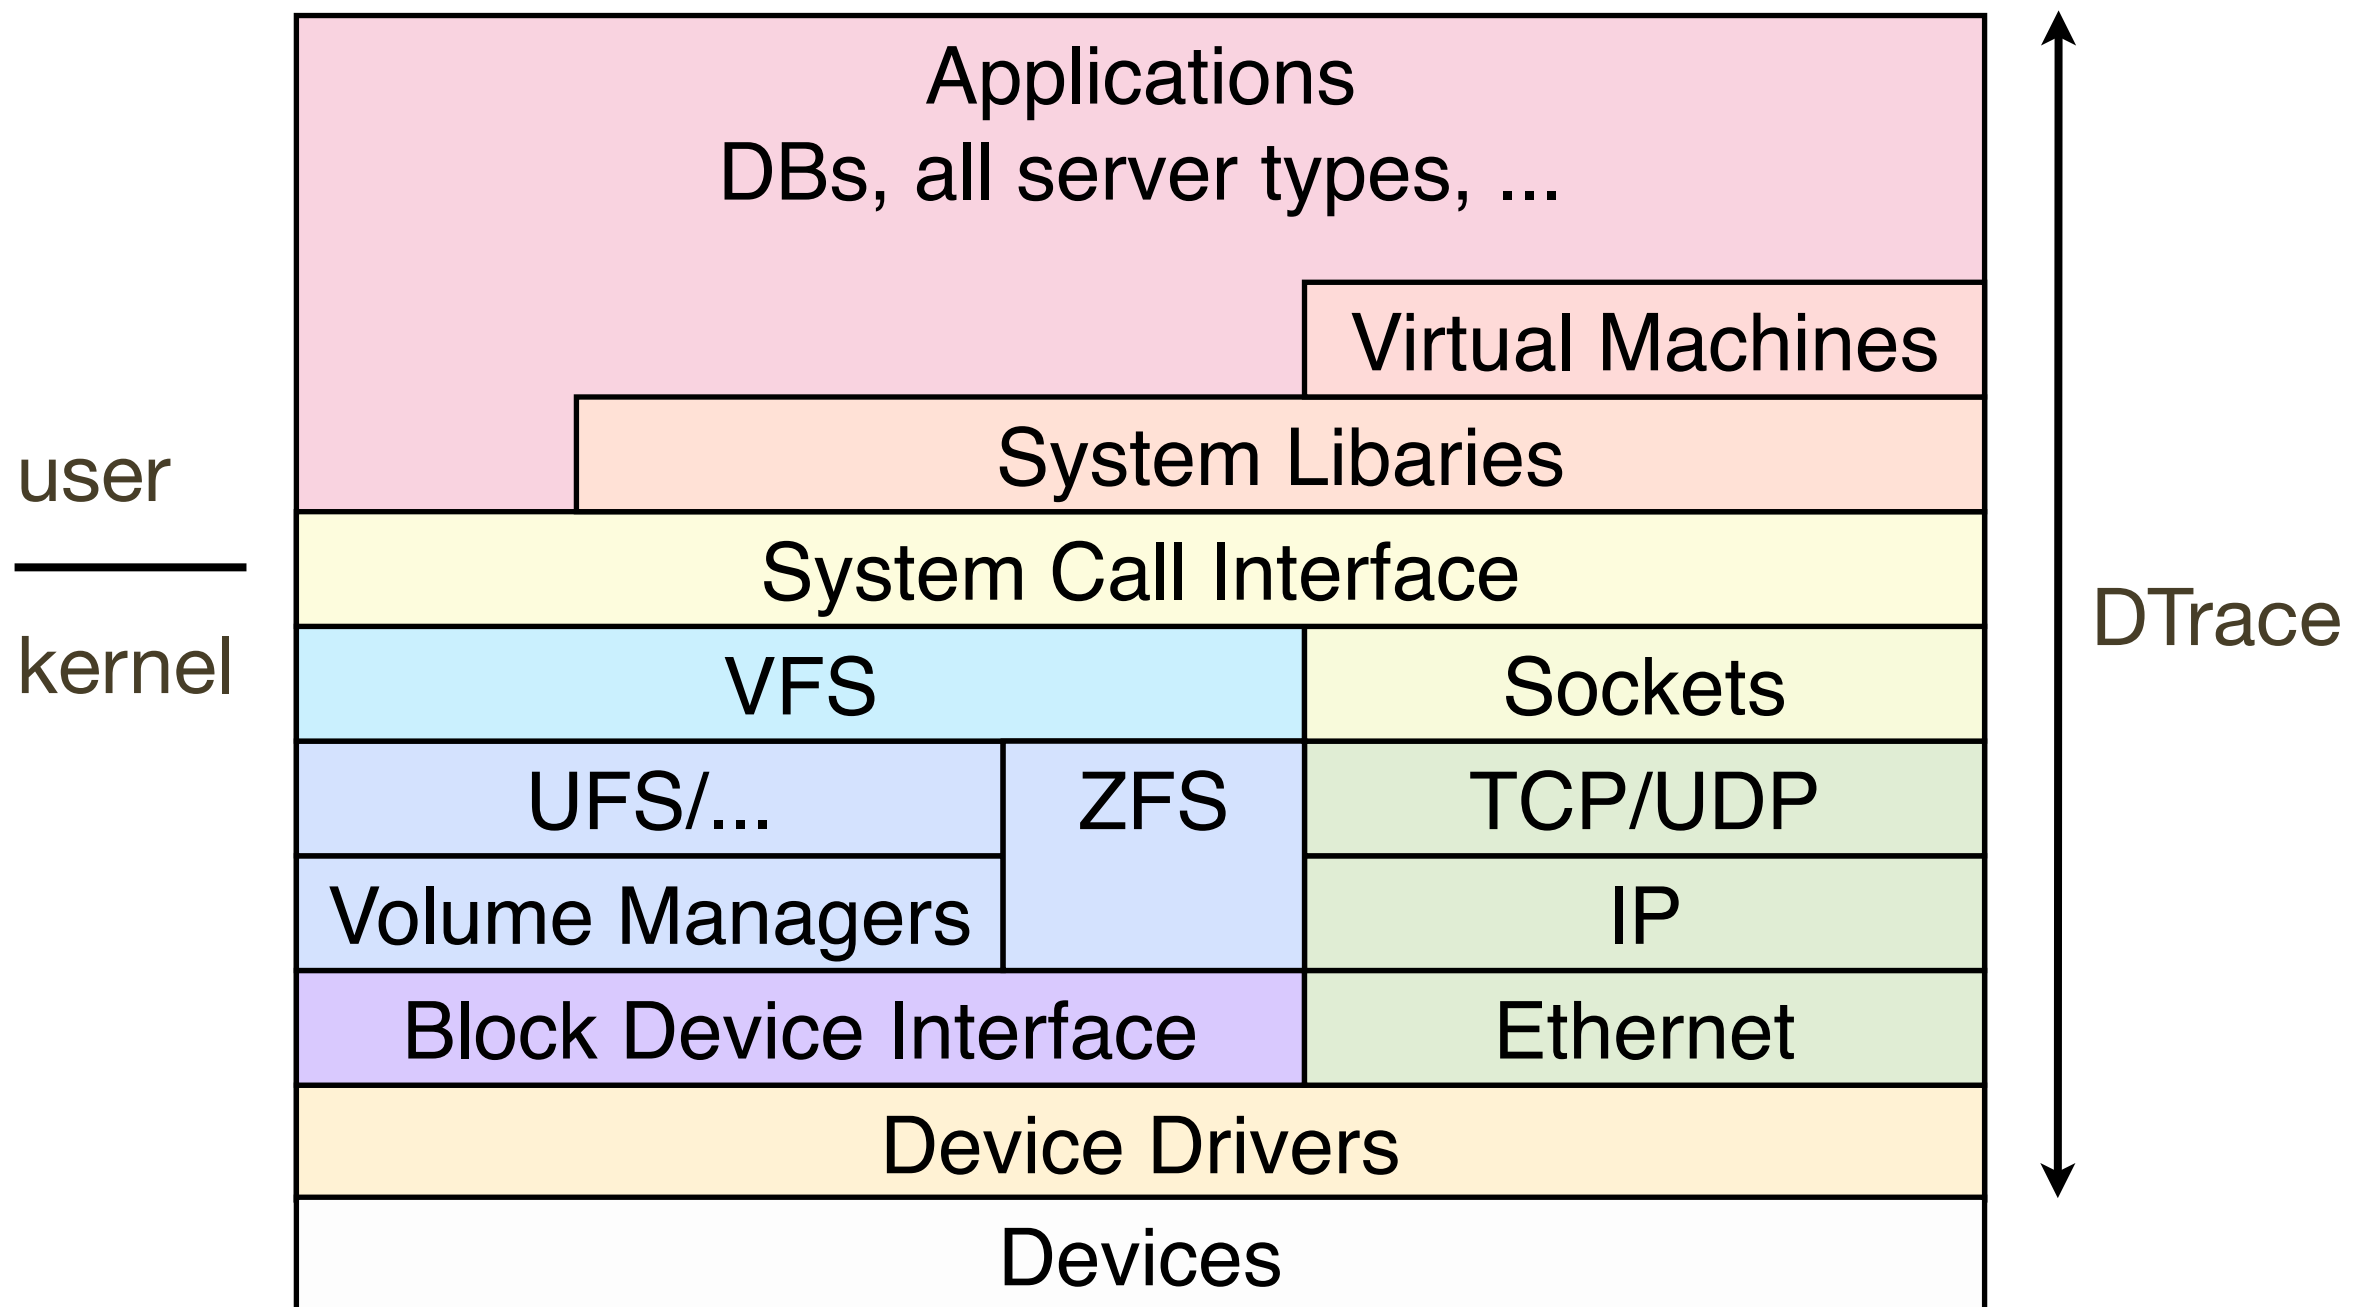 Applications
DBs, all server types, ...
Virtual Machines
System Libaries
user
System Call Interface
DTrace
kernel
VFS
Sockets
UFS/...
ZFS
TCP/UDP
Volume Managers
IP
Block Device Interface
Ethernet
Device Drivers
Devices